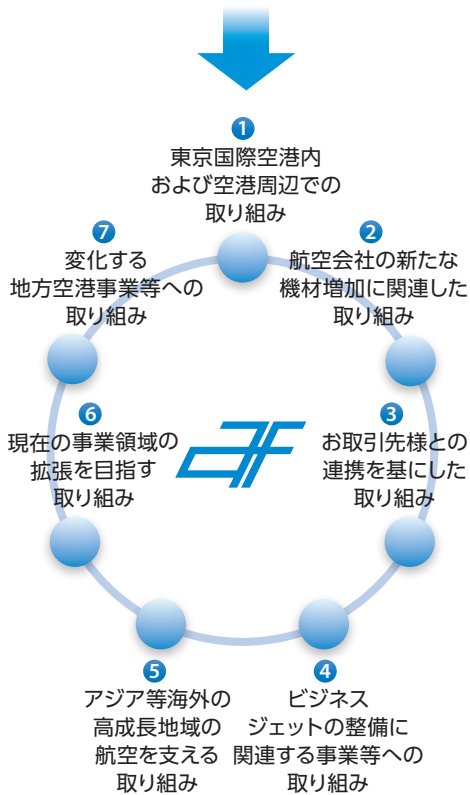 1
東京国際空港内
および空港周辺での
取り組み
2
航空会社の新たな
機材増加に関連した
取り組み
3
お取引先様との
連携を基にした
取り組み
4
ビジネス
ジェットの整備に
関連する事業等への
取り組み
5
アジア等海外の
高成長地域の
航空を支える
取り組み
6
現在の事業領域の
拡張を目指す
取り組み
7
変化する
地方空港事業等への
取り組み